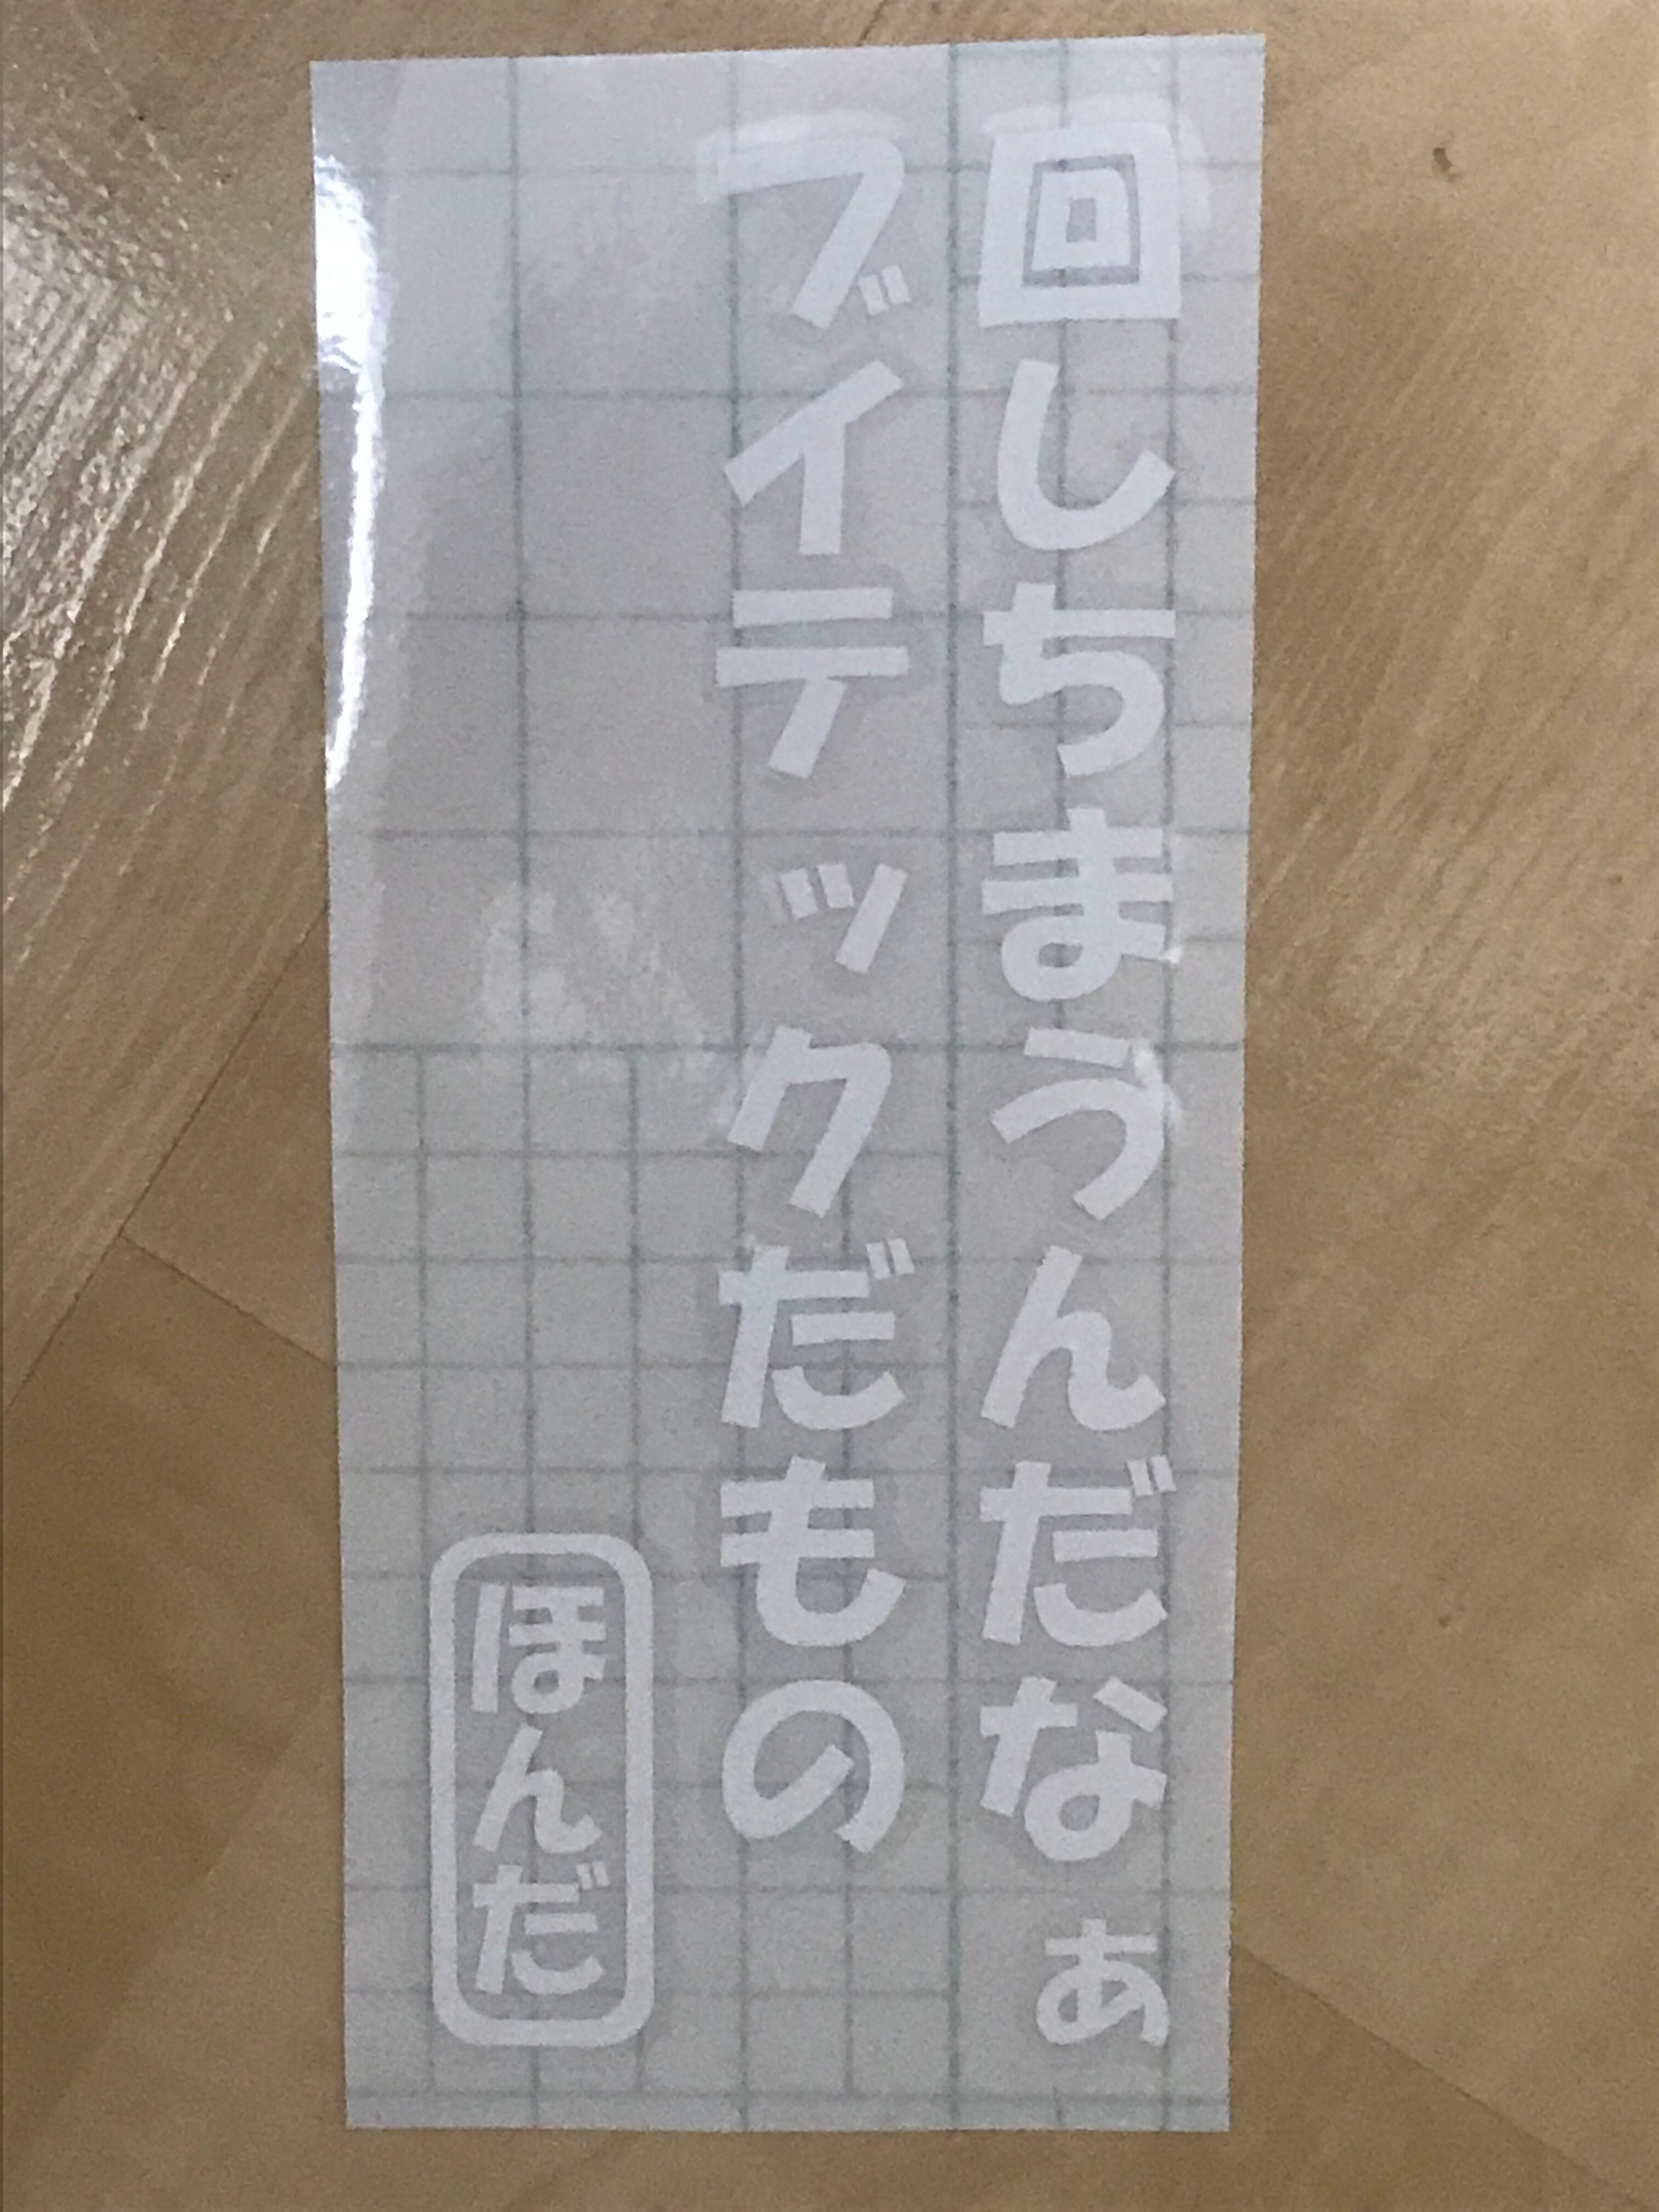 回しちまうんだなぁ
ブイテックだもの
ほんだ